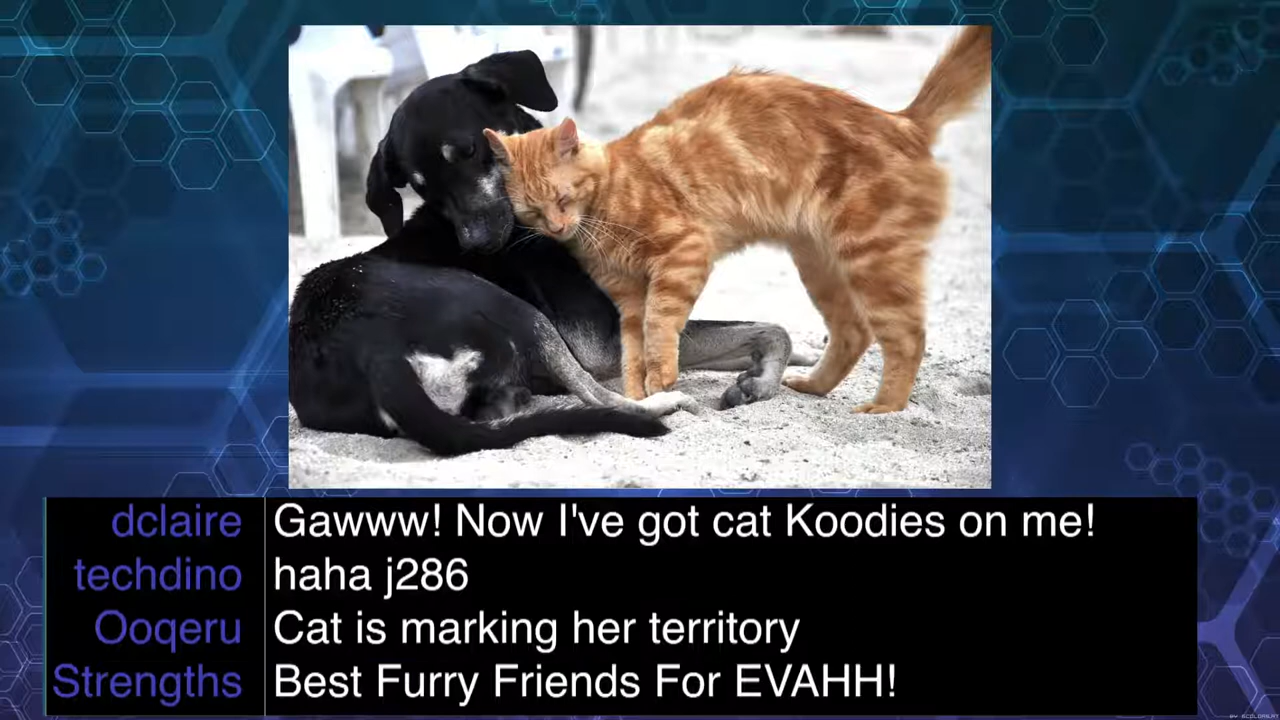 dclaire Gawww! Now I've got cat Koodies on me!
techdino haha j286
Ooqeru Cat is marking her territory
Strengths Best Furry Friends For EVAHH!